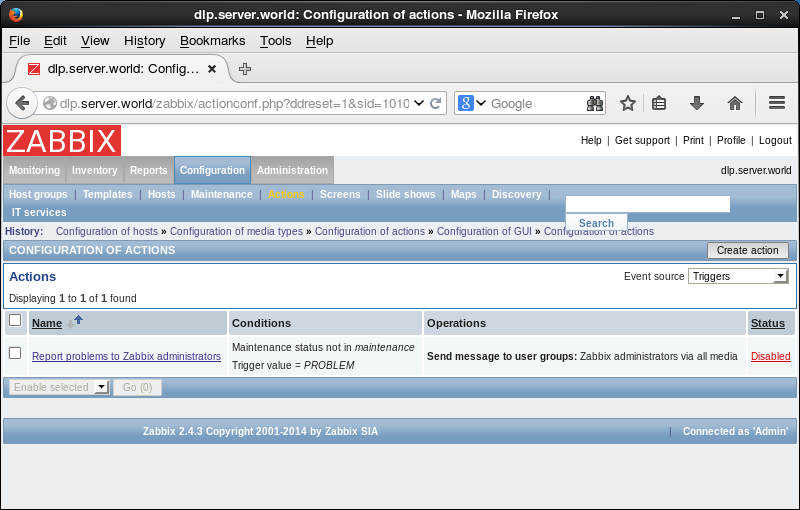 dlp.server.world: Configuration of actions - Mozilla Firefox
File Edit View History Bookmarks Tools Help
dlp.server.world: Config...
dlp.server.world/zabbix/actionconf.php?ddreset=1&sid=1010 Google
ZABBIX
Help | Get support | Print | Profile | Logout
Monitoring Inventory Reports Configuration Administration dlp.server.world
Host groups | Templates | Hosts | Maintenance | Actions | Screens | Slide shows | Maps | Discovery |
IT services
Search
History: Configuration of hosts » Configuration of media types » Configuration of actions » Configuration of GUI » Configuration of actions
CONFIGURATION OF ACTIONS Create action
Actions Event source Triggers
Displaying 1 to 1 of 1 found
Name Conditions Operations Status
Report problems to Zabbix administrators Maintenance status not in maintenance Send message to user groups: Zabbix administrators via all media Disabled
Trigger value = PROBLEM
Enable selected Go (0)
Zabbix 2.4.3 Copyright 2001-2014 by Zabbix SIA | Connected as 'Admin'